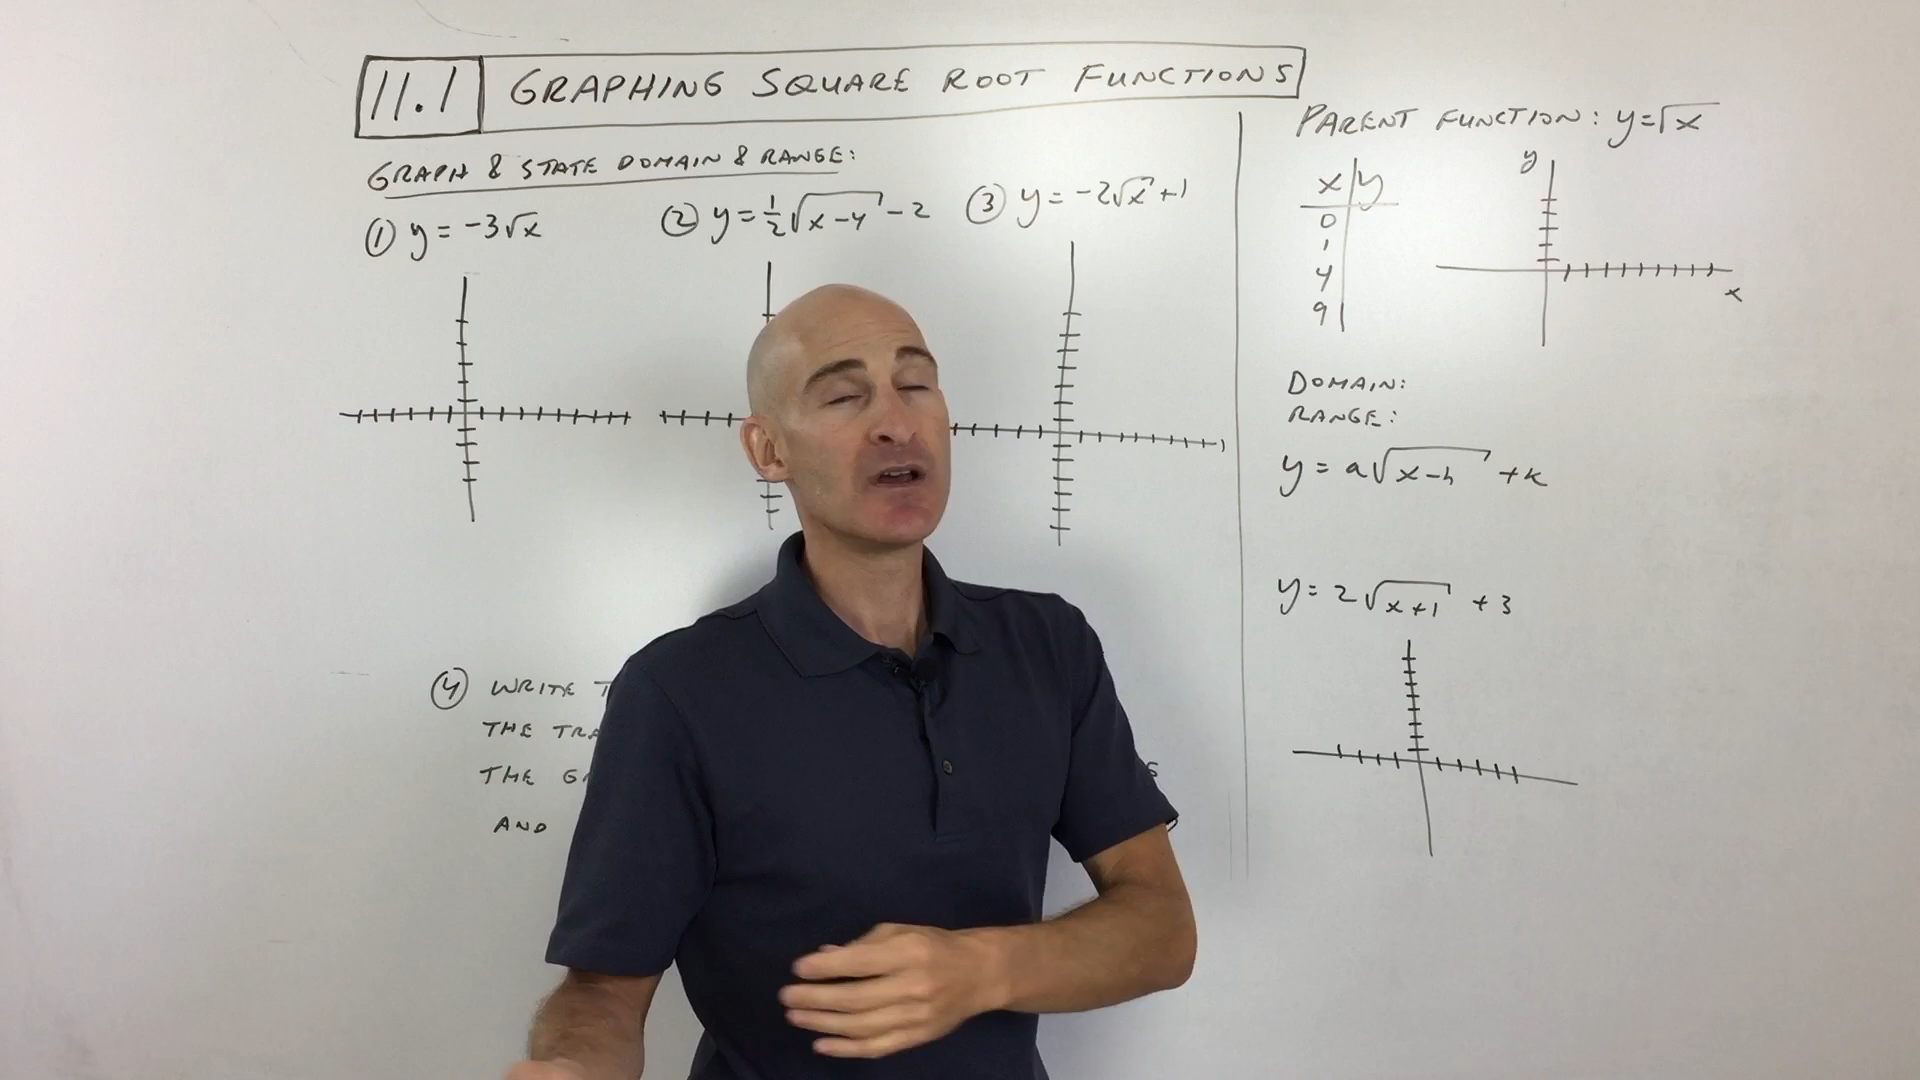 11.1 GRAPHING SQUARE ROOT FUNCTIONS
GRAPH & STATE DOMAIN & RANGE:
① y = -3√x
② y = ½√(x-4) - 2
③ y = -2√x + 1
④ WRITE
THE
THE
AND
PARENT FUNCTION: y=√x
x y
0
1
4
9
y
x
DOMAIN:
RANGE:
y = a√(x-h) + k
y = 2√(x+1) + 3